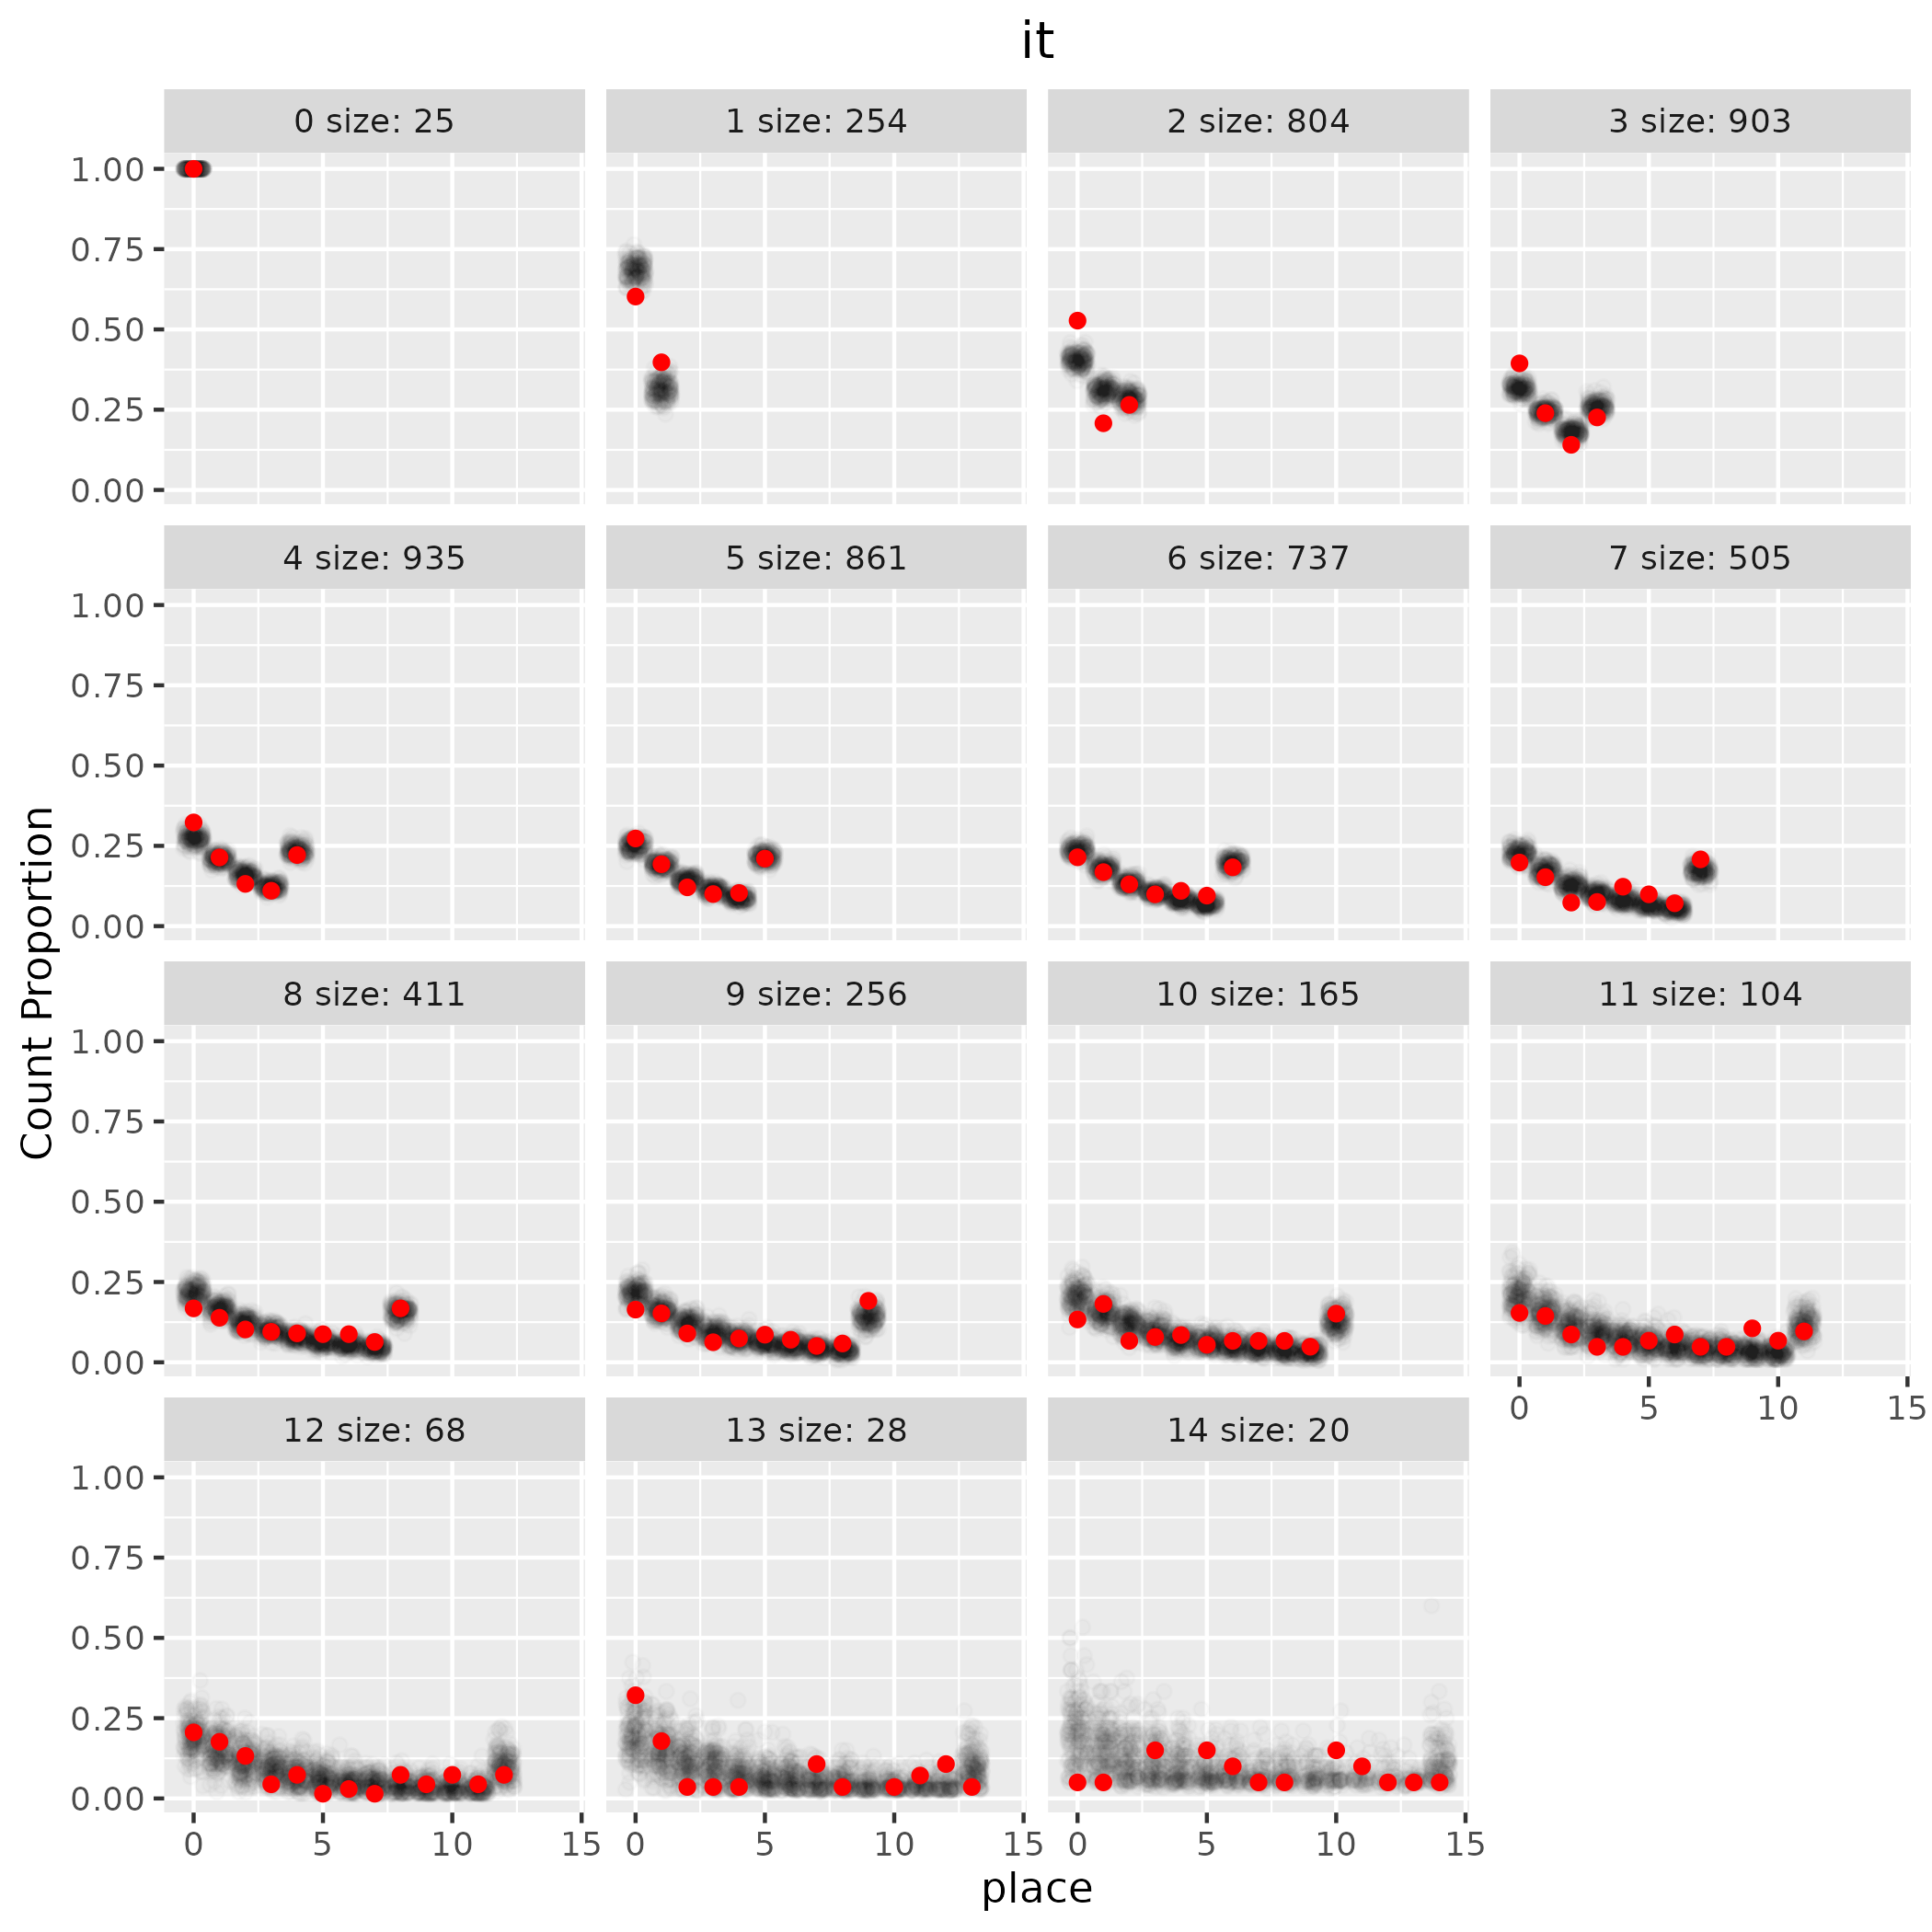 it
0 size: 25
1 size: 254
2 size: 804
3 size: 903
1.00
0.75
0.50
0.25
0.00
4 size: 935
5 size: 861
6 size: 737
7 size: 505
1.00
0.75
0.50
0.25
0.00
Count Proportion
8 size: 411
9 size: 256
10 size: 165
11 size: 104
1.00
0.75
0.50
0.25
0.00
0 5 10 15
12 size: 68
13 size: 28
14 size: 20
1.00
0.75
0.50
0.25
0.00
0 5 10 15
0 5 10 15
0 5 10 15
place